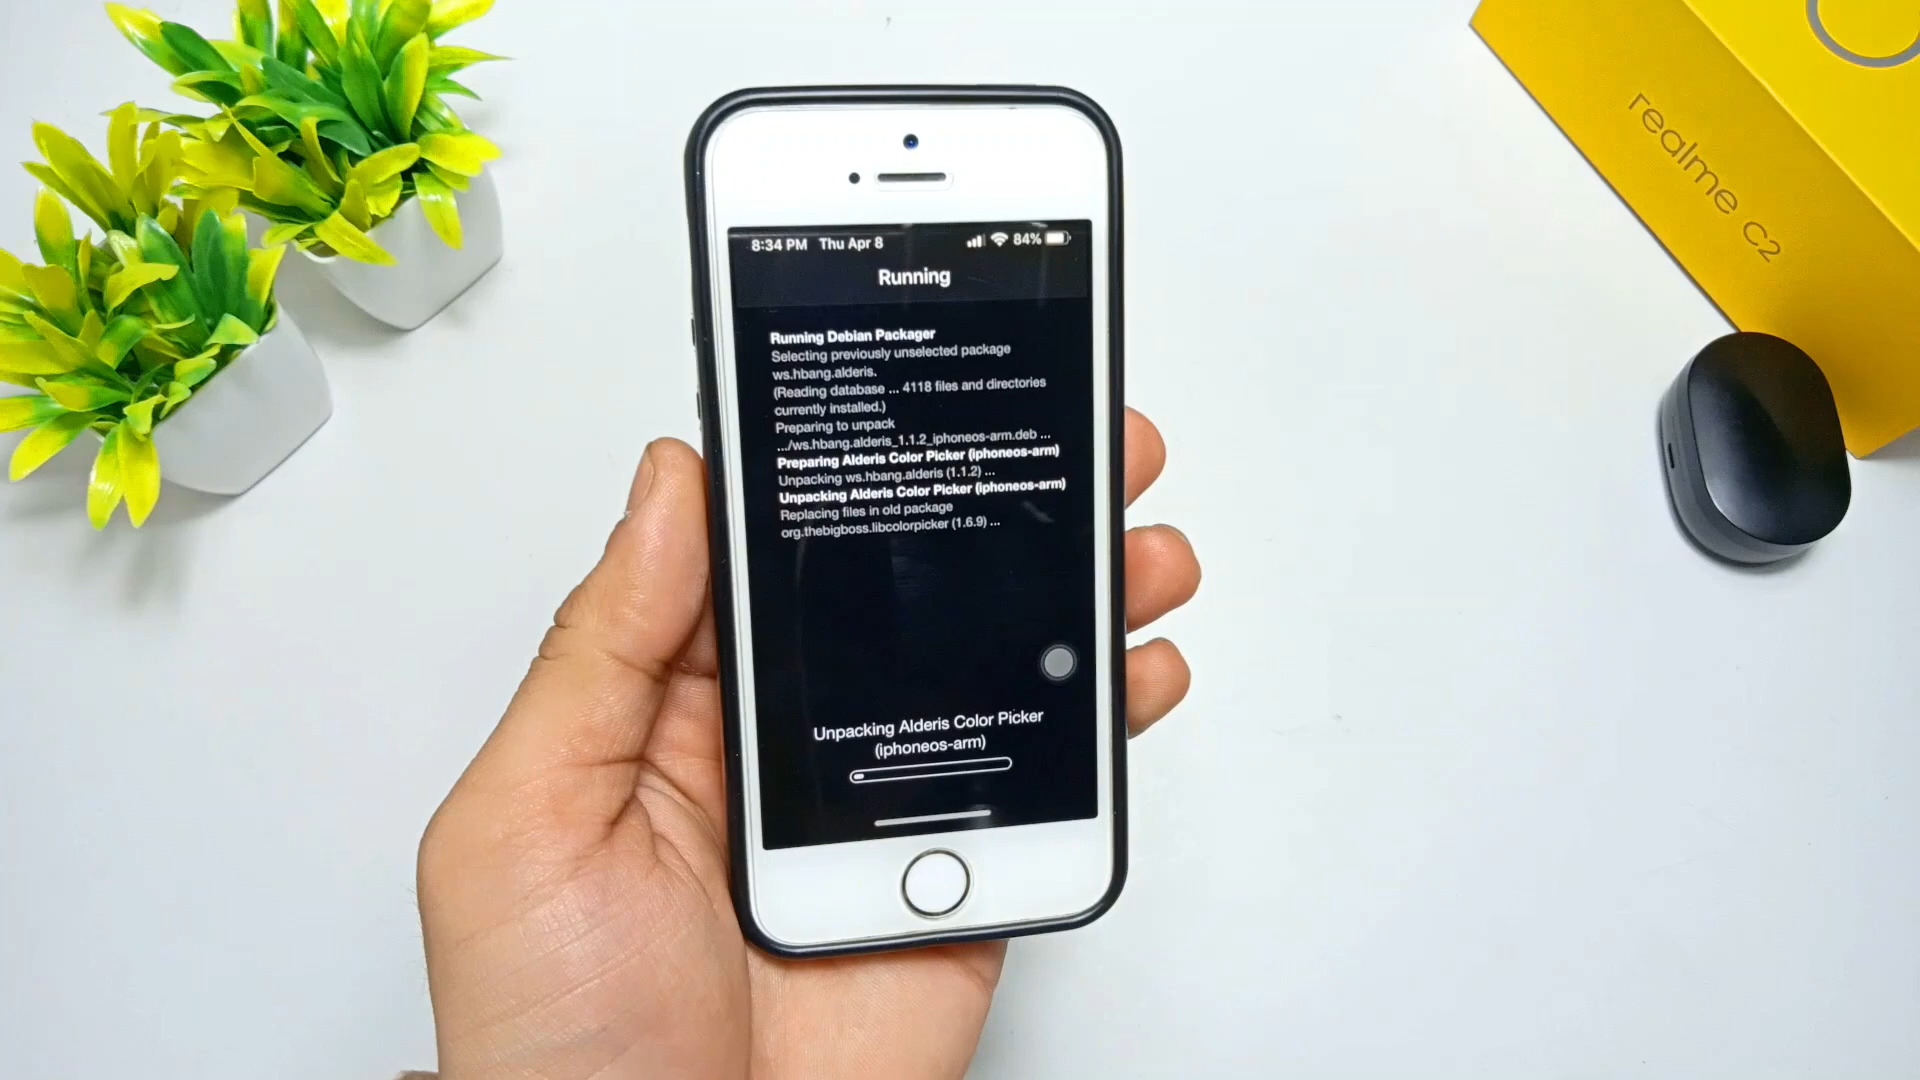 8:34 PM Thu Apr 8 84%
Running
Running Debian Packager
Selecting previously unselected package
ws.hbang.alderis.
(Reading database ... 4118 files and directories
currently installed.)
Preparing to unpack
.../ws.hbang.alderis_1.1.2_iphoneos-arm.deb ...
Preparing Alderis Color Picker (iphoneos-arm)
Unpacking ws.hbang.alderis (1.1.2) ...
Unpacking Alderis Color Picker (iphoneos-arm)
Replacing files in old package
org.thebigboss.libcolorpicker (1.6.9) ...
Unpacking Alderis Color Picker
(iphoneos-arm)
realme C2